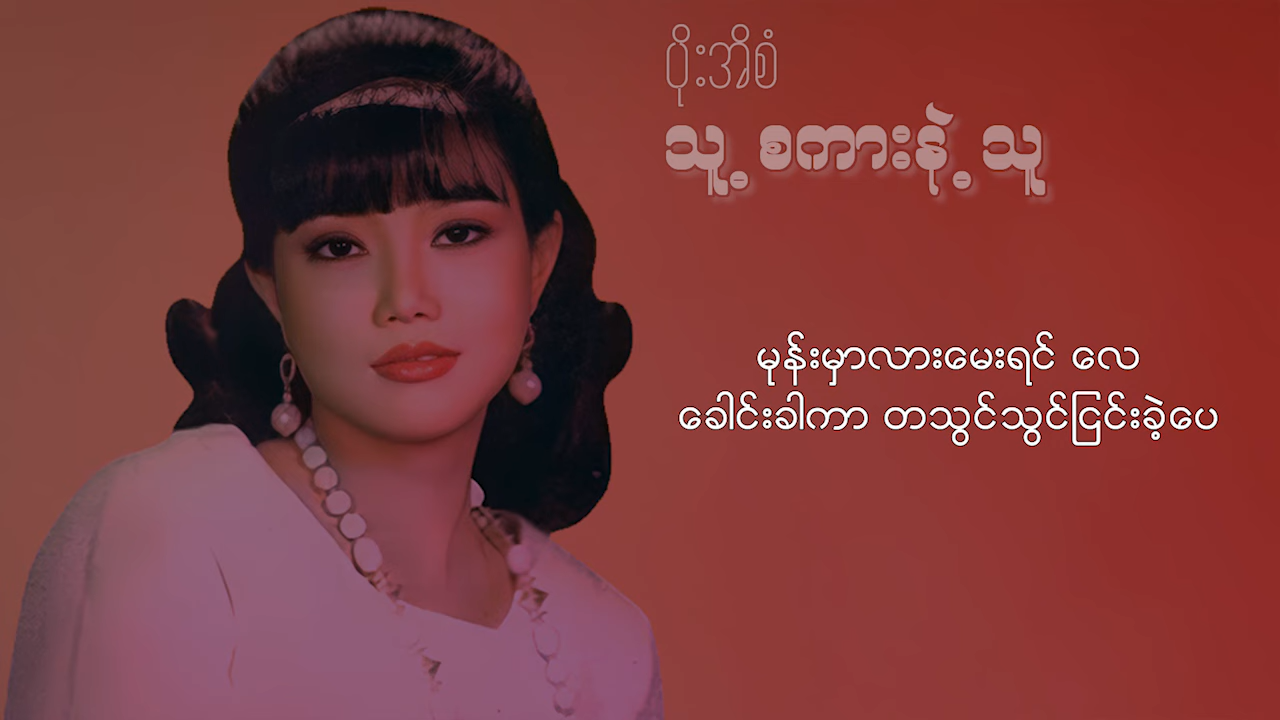 ပိုးအိစံ
သူ့ စကားနဲ့ သူ
မုန်းမှာလားမေးရင် လေ
ခေါင်းခါကာ တသွင်သွင်ငြင်းခဲ့ပေ